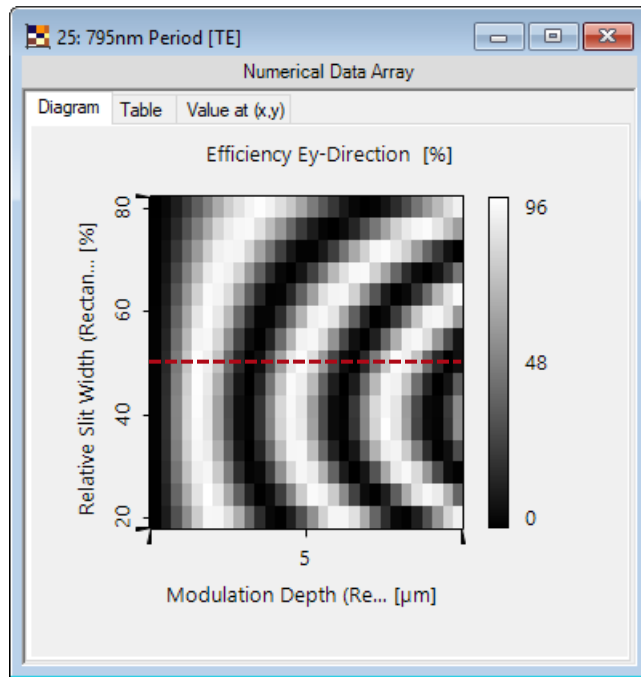 25: 795nm Period [TE]
Numerical Data Array
Diagram Table Value at (x,y)
Efficiency Ey-Direction [%]
Relative Slit Width (Rectan... [%]
80
60
40
20
5
Modulation Depth (Re... [µm]
96
48
0